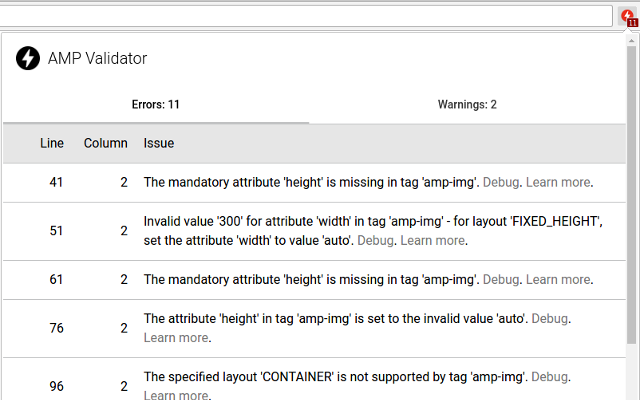 11
AMP Validator
Errors: 11
Warnings: 2
Line Column Issue
41 2 The mandatory attribute 'height' is missing in tag 'amp-img'. Debug. Learn more.
51 2 Invalid value '300' for attribute 'width' in tag 'amp-img' - for layout 'FIXED_HEIGHT',
set the attribute 'width' to value 'auto'. Debug. Learn more.
61 2 The mandatory attribute 'height' is missing in tag 'amp-img'. Debug. Learn more.
76 2 The attribute 'height' in tag 'amp-img' is set to the invalid value 'auto'. Debug.
Learn more.
96 2 The specified layout 'CONTAINER' is not supported by tag 'amp-img'. Debug.
Learn more.